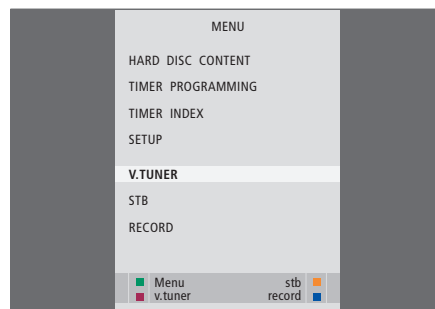 MENU
HARD DISC CONTENT
TIMER PROGRAMMING
TIMER INDEX
SETUP
V.TUNER
STB
RECORD
Menu stb
v.tuner record